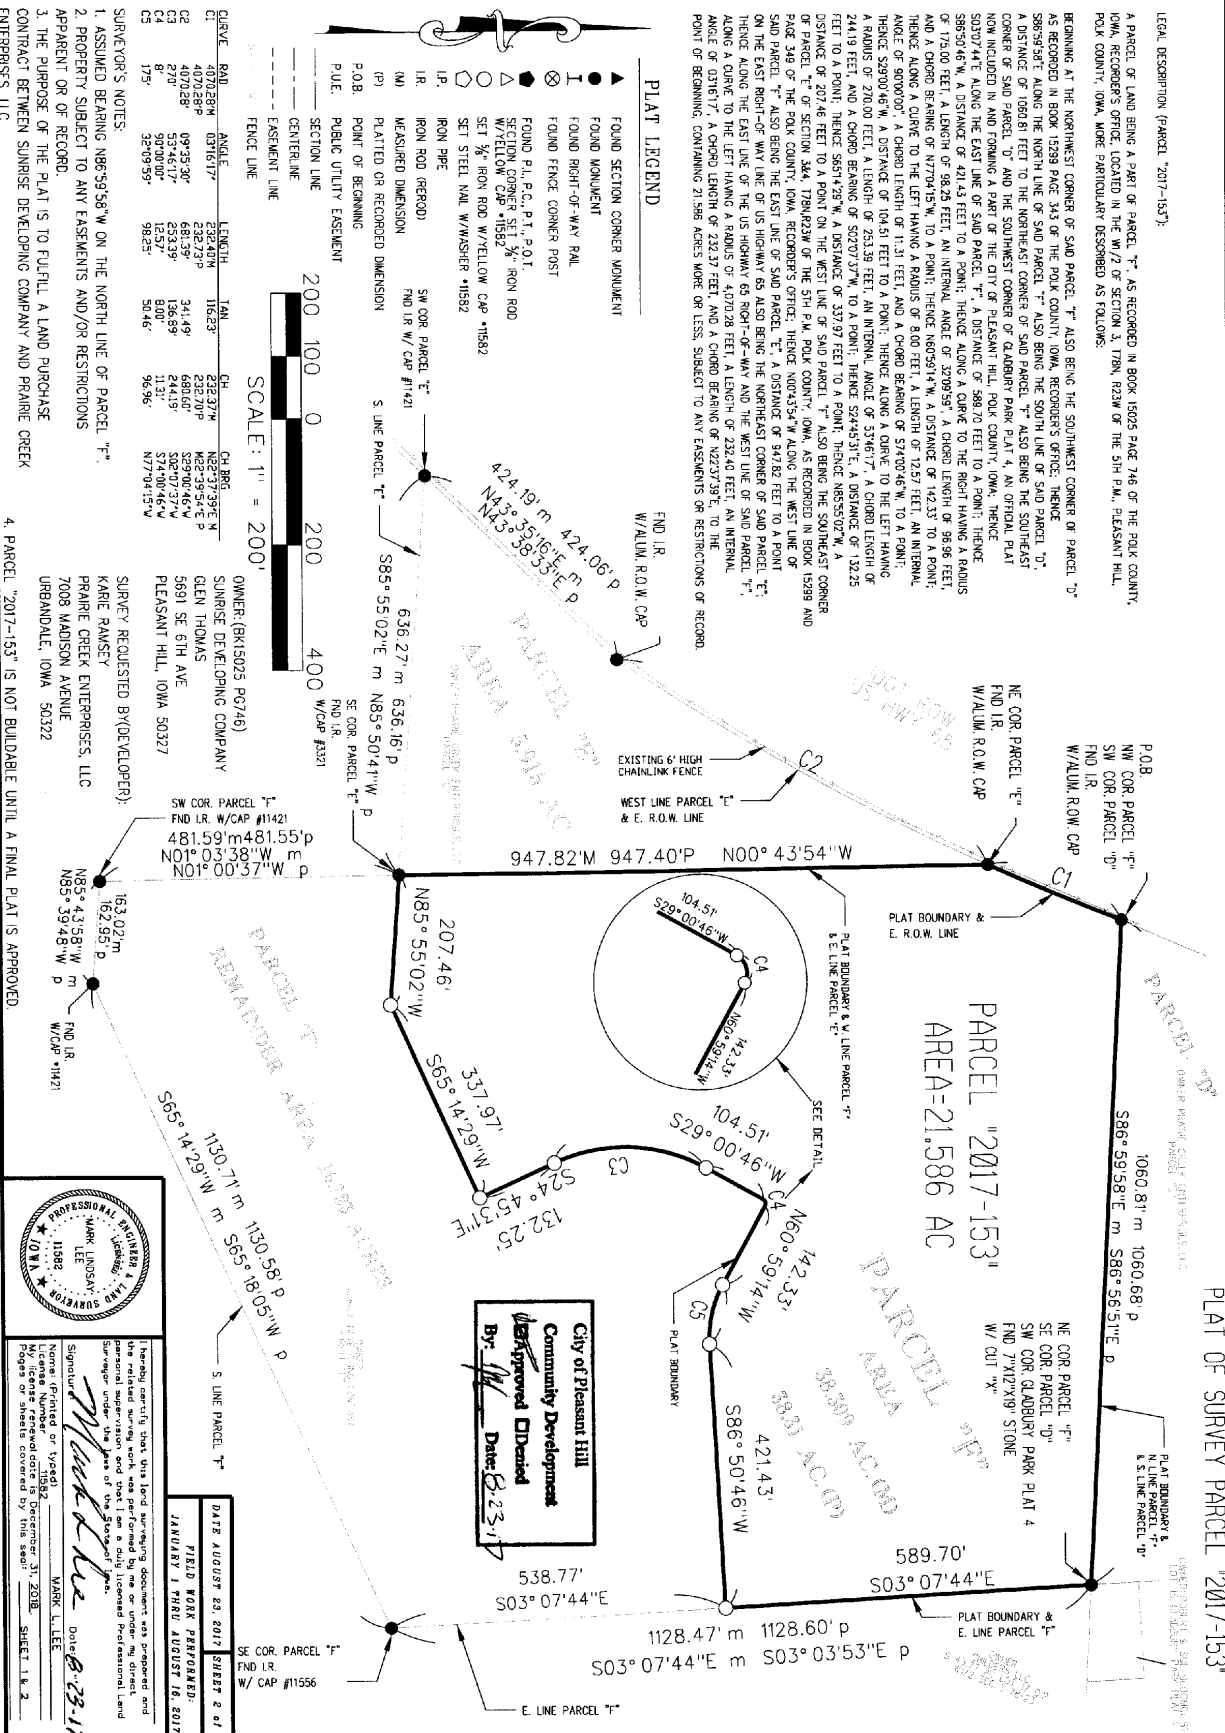 PLAT OF SURVEY PARCEL "2017-153"
LEGAL DESCRIPTION (PARCEL "2017-153"):
A PARCEL OF LAND BEING A PART OF PARCEL "F", AS RECORDED IN BOOK 15025 PAGE 746 OF THE POLK COUNTY,
IOWA, RECORDER'S OFFICE, LOCATED IN THE W1/2 OF SECTION 3, T78N, R23W OF THE 5TH P.M., PLEASANT HILL,
POLK COUNTY, IOWA, MORE PARTICULARLY DESCRIBED AS FOLLOWS:
BEGINNING AT THE NORTHWEST CORNER OF SAID PARCEL "F" ALSO BEING THE SOUTHWEST CORNER OF PARCEL "D"
AS RECORDED IN BOOK 15299 PAGE 343 OF THE POLK COUNTY, IOWA, RECORDER'S OFFICE; THENCE
S86°59'58"E ALONG THE NORTH LINE OF SAID PARCEL "F" ALSO BEING THE SOUTH LINE OF SAID PARCEL "D",
A DISTANCE OF 1060.81 FEET TO THE NORTHEAST CORNER OF SAID PARCEL "F" ALSO BEING THE SOUTHEAST
CORNER OF SAID PARCEL "D" AND THE SOUTHWEST CORNER OF GLADBURY PARK PLAT 4, AN OFFICIAL PLAT
NOW INCLUDED IN AND FORMING A PART OF THE CITY OF PLEASANT HILL, POLK COUNTY, IOWA; THENCE
S03°07'44"E ALONG THE EAST LINE OF SAID PARCEL "F", A DISTANCE OF 589.70 FEET TO A POINT; THENCE
S86°50'46"W, A DISTANCE OF 421.43 FEET TO A POINT; THENCE ALONG A CURVE TO THE RIGHT HAVING A RADIUS
OF 175.00 FEET, A LENGTH OF 98.25 FEET, AN INTERNAL ANGLE OF 32°09'59", A CHORD LENGTH OF 96.96 FEET,
AND A CHORD BEARING OF N77°04'15"W, TO A POINT; THENCE N60°59'14"W, A DISTANCE OF 142.33' TO A POINT;
THENCE ALONG A CURVE TO THE LEFT HAVING A RADIUS OF 8.00 FEET, A LENGTH OF 12.57 FEET, AN INTERNAL
ANGLE OF 90°00'00", A CHORD LENGTH OF 11.31 FEET, AND A CHORD BEARING OF S74°00'46"W, TO A POINT;
THENCE S29°00'46"W, A DISTANCE OF 104.51 FEET TO A POINT; THENCE ALONG A CURVE TO THE LEFT HAVING
A RADIUS OF 270.00 FEET, A LENGTH OF 253.39 FEET, AN INTERNAL ANGLE OF 53°46'17", A CHORD LENGTH OF
244.19 FEET, AND A CHORD BEARING OF S02°07'37"W, TO A POINT; THENCE S24°45'31"E, A DISTANCE OF 132.25
FEET TO A POINT; THENCE S65°14'29"W, A DISTANCE OF 337.97 FEET TO A POINT; THENCE N85°55'02"W, A
DISTANCE OF 207.46 FEET TO A POINT ON THE WEST LINE OF SAID PARCEL "F" ALSO BEING THE SOUTHEAST CORNER
OF PARCEL "E" OF SECTION 3&4, T78N,R23W OF THE 5TH P.M. POLK COUNTY, IOWA, AS RECORDED IN BOOK 15299 AND
PAGE 349 OF THE POLK COUNTY, IOWA, RECORDER'S OFFICE; THENCE N00°43'54"W ALONG THE WEST LINE OF
SAID PARCEL "F" ALSO BEING THE EAST LINE OF SAID PARCEL "E", A DISTANCE OF 947.82 FEET TO A POINT
ON THE EAST RIGHT-OF-WAY LINE OF US HIGHWAY 65 ALSO BEING THE NORTHEAST CORNER OF SAID PARCEL "E";
THENCE ALONG THE EAST LINE OF THE US HIGHWAY 65 RIGHT-OF-WAY AND THE WEST LINE OF SAID PARCEL "F",
ALONG A CURVE TO THE LEFT HAVING A RADIUS OF 4,070.28 FEET, A LENGTH OF 232.40 FEET, AN INTERNAL
ANGLE OF 03°16'17", A CHORD LENGTH OF 232.37 FEET, AND A CHORD BEARING OF N22°37'39"E, TO THE
POINT OF BEGINNING, CONTAINING 21.586 ACRES MORE OR LESS, SUBJECT TO ANY EASEMENTS OR RESTRICTIONS OF RECORD.
PLAT LEGEND
FOUND SECTION CORNER MONUMENT
FOUND MONUMENT
FOUND RIGHT-OF-WAY RAIL
FOUND FENCE CORNER POST
FOUND P.I., P.C., P.T., P.O.T.
SECTION CORNER SET 5/8" IRON ROD
W/YELLOW CAP #11582
SET 5/8" IRON ROD W/YELLOW CAP #11582
SET STEEL NAIL W/WASHER #11582
I.P. IRON PIPE
I.R. IRON ROD (REROD)
(M) MEASURED DIMENSION
(P) PLATTED OR RECORDED DIMENSION
P.O.B. POINT OF BEGINNING
P.U.E. PUBLIC UTILITY EASEMENT
SECTION LINE
CENTERLINE
EASEMENT LINE
FENCE LINE
200 100 0 200 400
SCALE: 1" = 200'
CURVE RAD ANGLE LENGTH TAN CH CH BRG
C1 4070.28'M 03°16'17" 232.40'M 116.23' 232.37'M N22°37'39"E M
4070.28'P 232.73'P 232.70'P N22°39'54"E P
C2 4070.28' 09°35'30" 681.39' 341.49' 680.60' S29°00'46"W
C3 270' 53°46'17" 253.39' 136.89' 244.19' S02°07'37"W
C4 8' 90°00'00" 12.57' 8.00' 11.31' S74°00'46"W
C5 175' 32°09'59" 98.25' 50.46' 96.96' N77°04'15"W
SURVEYOR'S NOTES:
1. ASSUMED BEARING N86°59'58"W ON THE NORTH LINE OF PARCEL "F".
2. PROPERTY SUBJECT TO ANY EASEMENTS AND/OR RESTRICTIONS
APPARENT OR OF RECORD.
3. THE PURPOSE OF THE PLAT IS TO FULFILL A LAND PURCHASE
CONTRACT BETWEEN SUNRISE DEVELOPING COMPANY AND PRAIRIE CREEK
ENTERPRISES, LLC
4. PARCEL "2017-153" IS NOT BUILDABLE UNTIL A FINAL PLAT IS APPROVED.
OWNER:(BK15025 PG746)
SUNRISE DEVELOPING COMPANY
GLEN THOMAS
5691 SE 6TH AVE
PLEASANT HILL, IOWA 50327
SURVEY REQUESTED BY(DEVELOPER):
KARIE RAMSEY
PRAIRIE CREEK ENTERPRISES, LLC
7008 MADISON AVENUE
URBANDALE, IOWA 50322
P.O.B.
NW COR. PARCEL "F"
SW COR. PARCEL "D"
FND I.R.
W/ALUM. R.O.W. CAP
NE COR. PARCEL "E"
FND I.R.
W/ALUM. R.O.W. CAP
FND I.R.
W/ALUM. R.O.W. CAP
SW COR. PARCEL "E"
FND I.R. W/ CAP #11421
S. LINE PARCEL "E"
424.19'm 424.06'p
N43°35'16"E m
N43°38'33"E p
636.27'm 636.16'p
S85°55'02"E m N85°50'41"W p
SE COR. PARCEL "E"
FND I.R.
W/CAP #3321
PARCEL "E"
AREA 5.916 AC
DOT ROW
US HWY 65
EXISTING 6' HIGH
CHAINLINK FENCE
C2
WEST LINE PARCEL "E"
& E. R.O.W. LINE
C1
PLAT BOUNDARY &
E. R.O.W. LINE
947.82'M 947.40'P N00°43'54"W
PLAT BOUNDARY & W. LINE PARCEL "F"
& E. LINE PARCEL "E"
PARCEL "2017-153"
AREA=21.586 AC
PARCEL "D"
1060.81'm 1060.68'p
S86°59'58"E m S86°56'51"E p
PLAT BOUNDARY &
N. LINE PARCEL "F"
& S. LINE PARCEL "D"
NE COR. PARCEL "F"
SE COR. PARCEL "D"
SW COR. GLADBURY PARK PLAT 4
FND 7"X12"X19" STONE
W/ CUT "X"
104.51'
S29°00'46"W
C4
N60°59'14"W
142.33'
SEE DETAIL
104.51'
S29°00'46"W
C4
142.33'
N60°59'14"W
C3
C5
PLAT BOUNDARY
PARCEL "F"
AREA
38.309 AC.(M)
38.31 AC.(P)
421.43'
S86°50'46"W
589.70'
S03°07'44"E
PLAT BOUNDARY &
E. LINE PARCEL "F"
1128.47'm 1128.60'p
S03°07'44"E m S03°03'53"E p
538.77'
S03°07'44"E
E. LINE PARCEL "F"
SE COR. PARCEL "F"
FND I.R.
W/ CAP #11556
207.46'
N85°55'02"W
337.97'
S65°14'29"W
132.25'
S24°45'31"E
SW COR. PARCEL "F"
FND I.R. W/CAP #11421
481.59'm481.55'p
N01°03'38"W m
N01°00'37"W p
163.02'm
162.95'p
N85°43'58"W m
N85°39'48"W p
FND I.R.
W/CAP #11421
1130.71'm 1130.58'p
S65°14'29"W m S65°18'05"W p
S. LINE PARCEL "F"
REMAINDER AREA
City of Pleasant Hill
Community Development
Approved Denied
By: Date: 8-23-17
PROFESSIONAL ENGINEER & LAND SURVEYOR
LICENSED
MARK LINDSAY
LEE
11582
IOWA
I hereby certify that this land surveying document was prepared and
the related survey work was performed by me or under my direct
personal supervision and that I am a duly licensed Professional Land
Surveyor under the laws of the State of Iowa.
Signature Mark L Lee Date: 8-23-17
Name: (Printed or typed) MARK L. LEE
License Number 11582
My license renewal date is December 31, 2018
Pages or sheets covered by this seal: SHEET 1 & 2
DATE AUGUST 23, 2017 SHEET 2 of
FIELD WORK PERFORMED:
JANUARY 1 THRU AUGUST 16, 2017